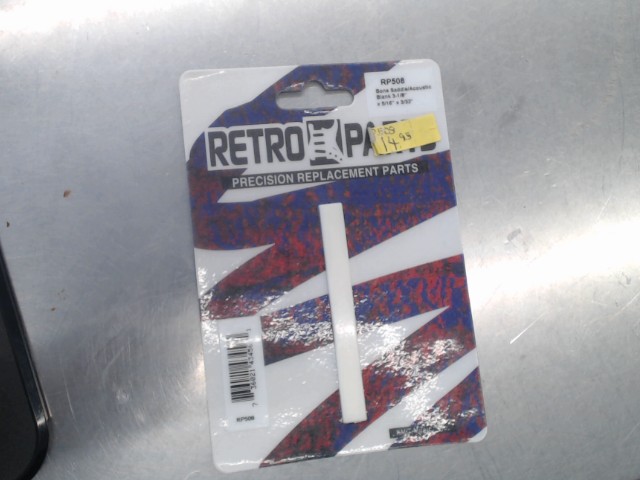 RP508
Bone Saddle/Acoustic
Blank 3-1/8"
x 5/16" x 3/32"
14.93
RETRO PARTS
PRECISION REPLACEMENT PARTS
RP508